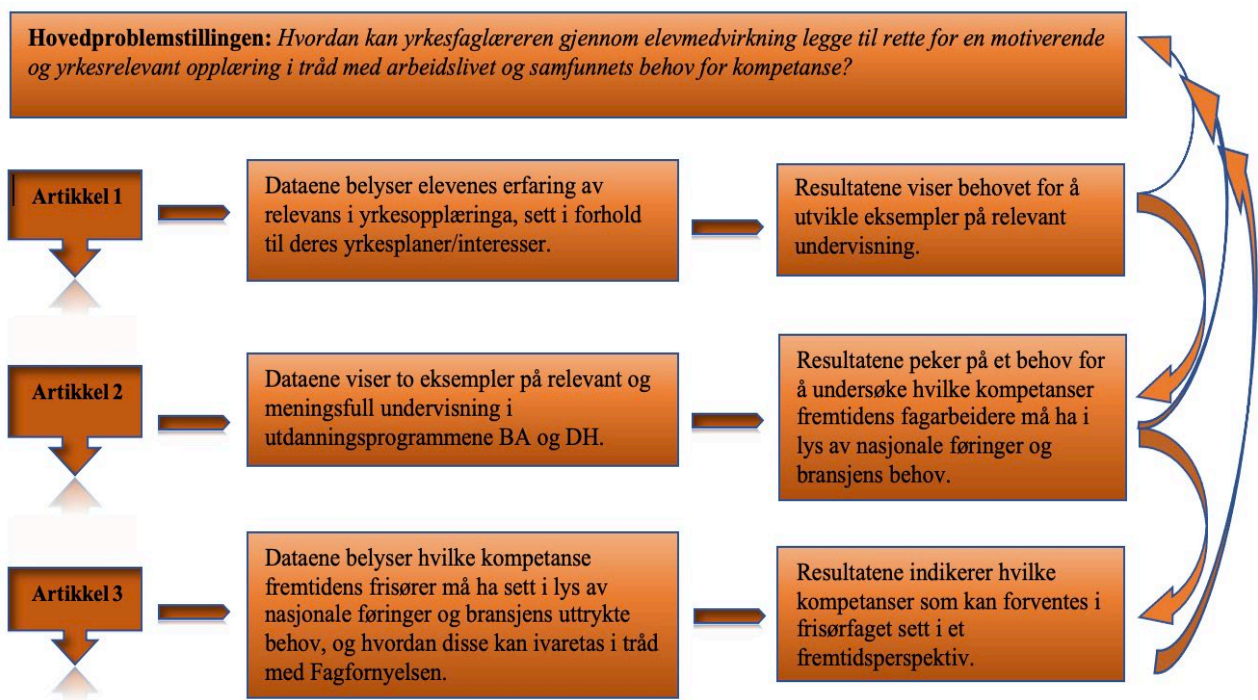 Hovedproblemstillingen: Hvordan kan yrkesfaglæreren gjennom elevmedvirkning legge til rette for en motiverende
og yrkesrelevant opplæring i tråd med arbeidslivet og samfunnets behov for kompetanse?
Artikkel 1
Dataene belyser elevenes erfaring av
relevans i yrkesopplæringa, sett i forhold
til deres yrkesplaner/interesser.
Resultatene viser behovet for å
utvikle eksempler på relevant
undervisning.
Artikkel 2
Dataene viser to eksempler på relevant og
meningsfull undervisning i
utdanningsprogrammene BA og DH.
Resultatene peker på et behov for
å undersøke hvilke kompetanser
fremtidens fagarbeidere må ha i
lys av nasjonale føringer og
bransjens behov.
Artikkel 3
Dataene belyser hvilke kompetanse
fremtidens frisører må ha sett i lys av
nasjonale føringer og bransjens uttrykte
behov, og hvordan disse kan ivaretas i tråd
med Fagfornyelsen.
Resultatene indikerer hvilke
kompetanser som kan forventes i
frisørfaget sett i et
fremtidsperspektiv.